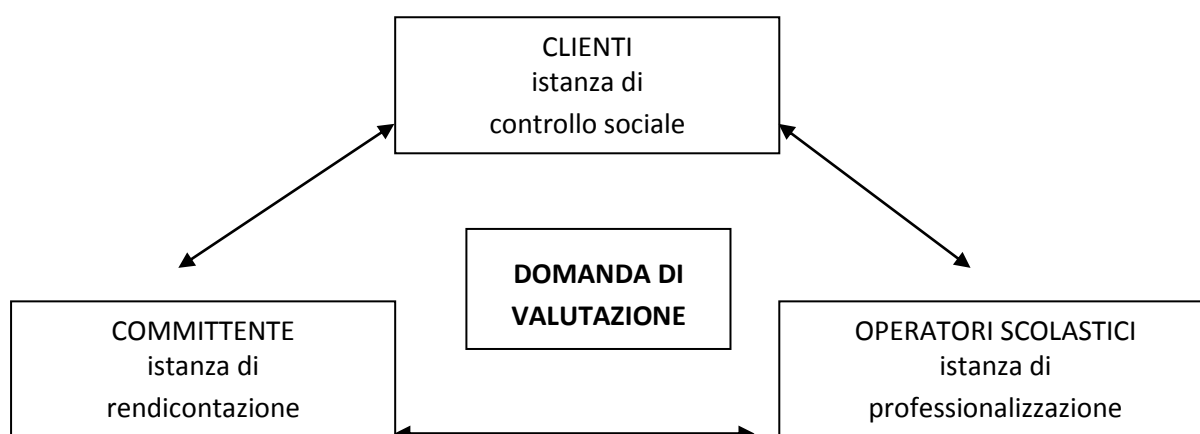 CLIENTI
istanza di
controllo sociale
DOMANDA DI
VALUTAZIONE
COMMITTENTE
istanza di
rendicontazione
OPERATORI SCOLASTICI
istanza di
professionalizzazione